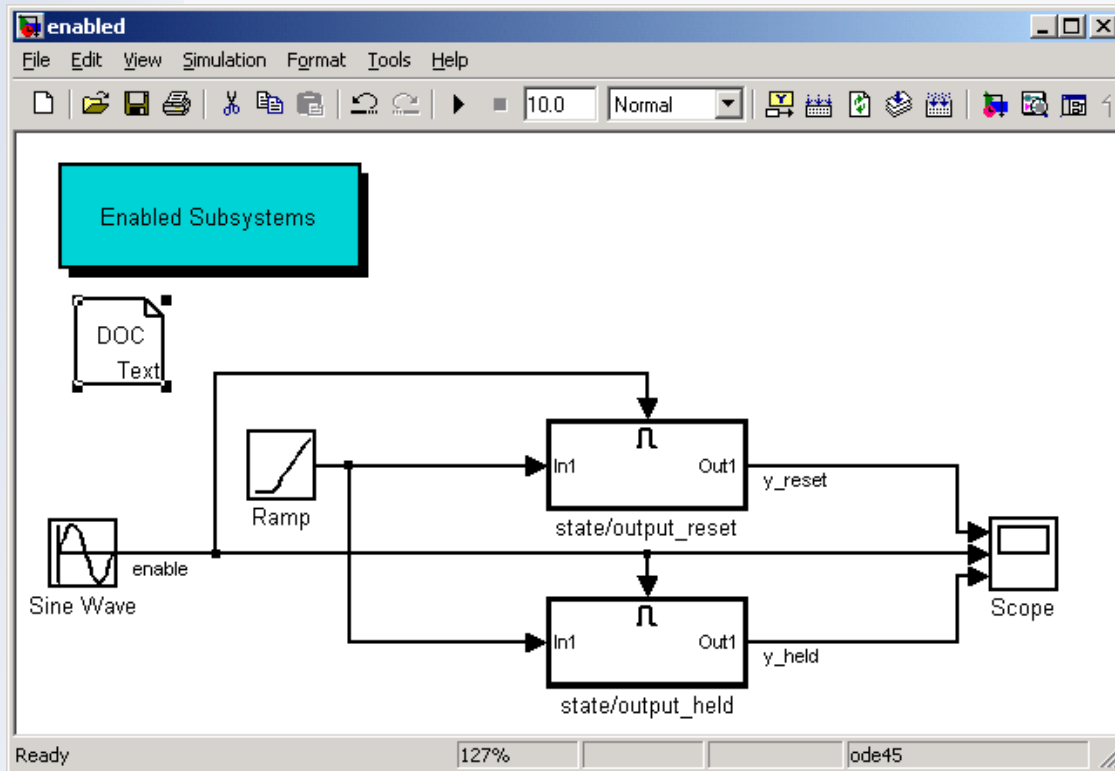 enabled
File Edit View Simulation Format Tools Help
10.0 Normal
Enabled Subsystems
DOC
Text
In1 Out1
y_reset
Ramp
state/output_reset
enable
Sine Wave
Scope
In1 Out1
y_held
state/output_held
Ready 127% ode45